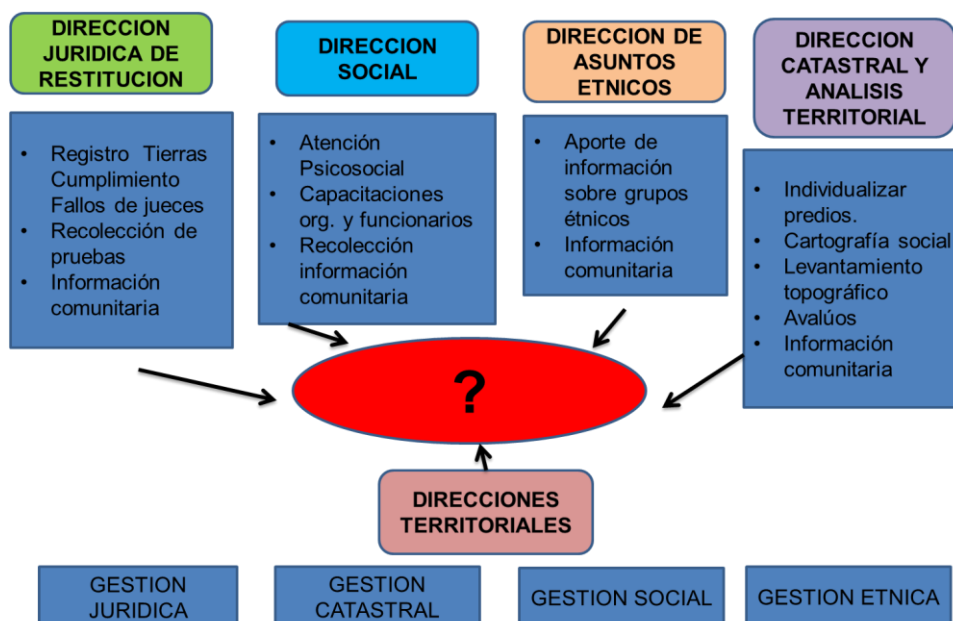 DIRECCION
JURIDICA DE
RESTITUCION
• Registro Tierras
Cumplimiento
Fallos de jueces
• Recolección de
pruebas
• Información
comunitaria
DIRECCION
SOCIAL
• Atención
Psicosocial
• Capacitaciones
org. y funcionarios
• Recolección
información
comunitaria
DIRECCION DE
ASUNTOS
ETNICOS
• Aporte de
información
sobre grupos
étnicos
• Información
comunitaria
DIRECCION
CATASTRAL Y
ANALISIS
TERRITORIAL
• Individualizar
predios.
• Cartografía social
• Levantamiento
topográfico
• Avalúos
• Información
comunitaria
?
DIRECCIONES
TERRITORIALES
GESTION
JURIDICA
GESTION
CATASTRAL
GESTION SOCIAL
GESTION ETNICA